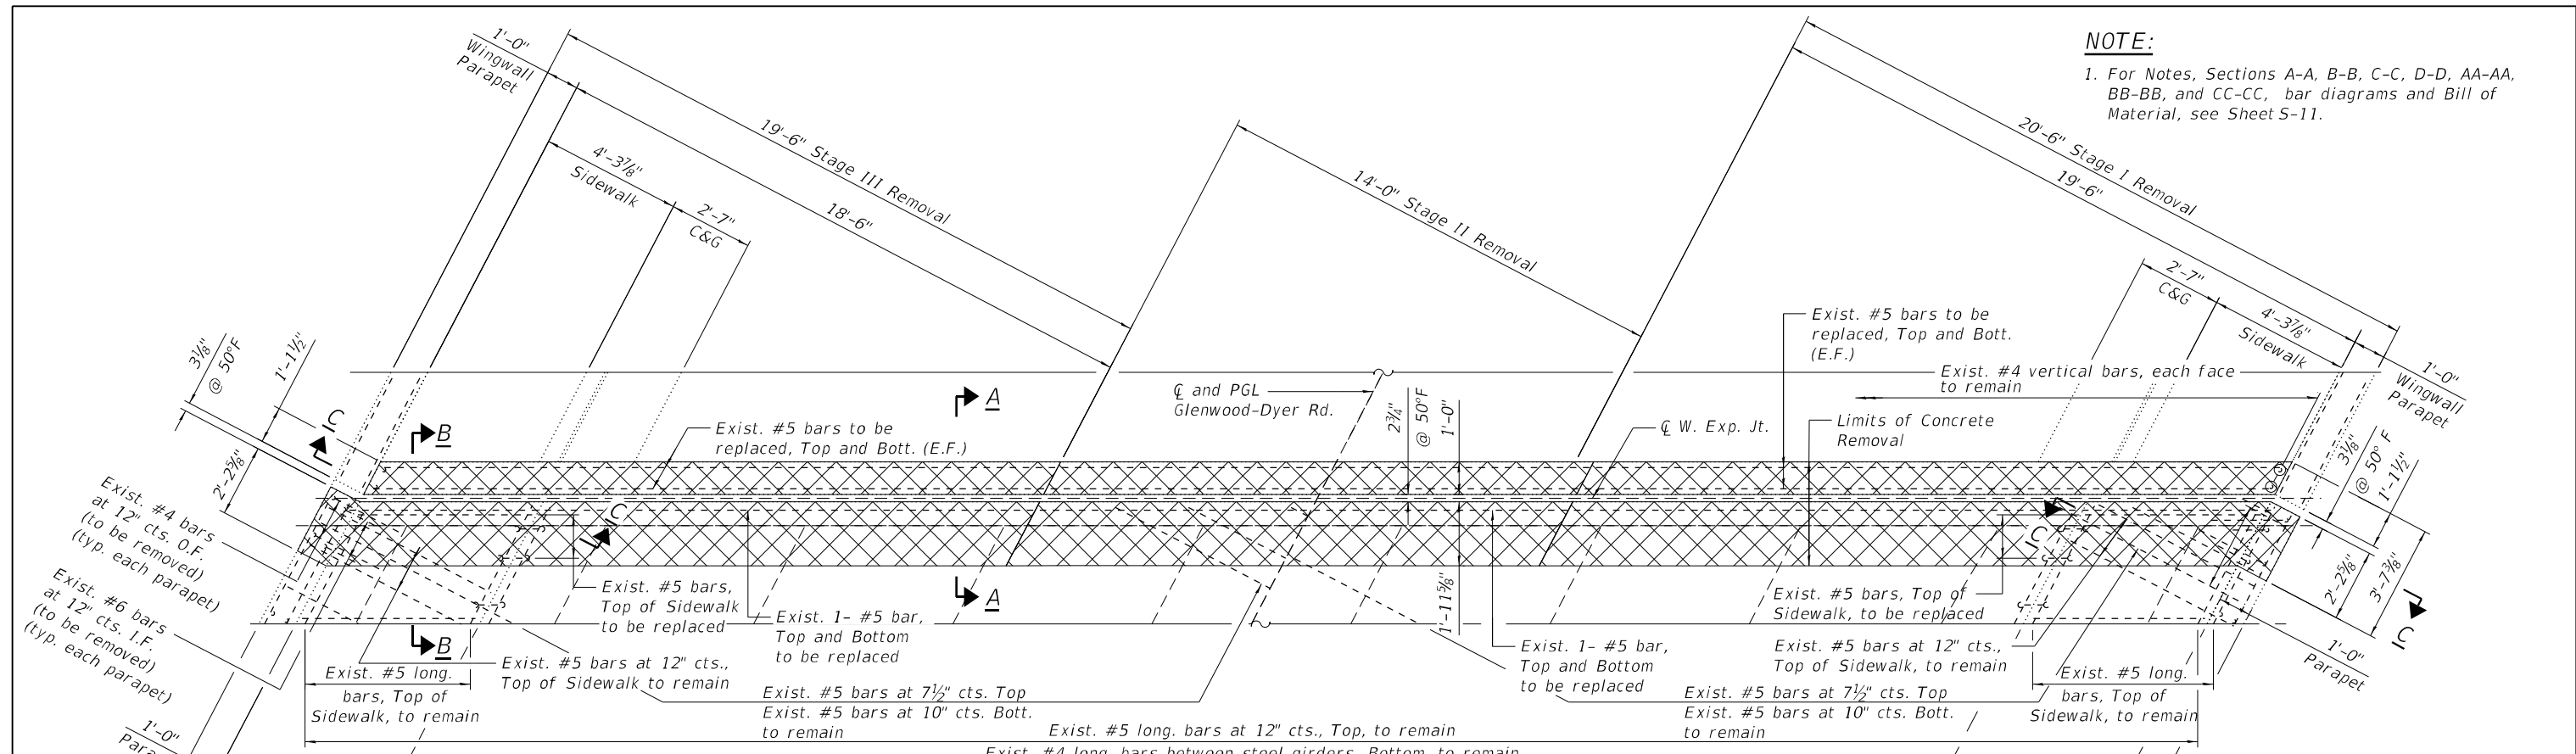 NOTE:
1. For Notes, Sections A-A, B-B, C-C, D-D, AA-AA,
BB-BB, and CC-CC, bar diagrams and Bill of
Material, see Sheet S-11.
1'-0"
Wingwall
Parapet
19'-6" Stage III Removal
18'-6"
4'-3⅞"
Sidewalk
2'-7"
C&G
14'-0" Stage II Removal
20'-6" Stage I Removal
19'-6"
2'-7"
C&G
4'-3⅞"
Sidewalk
1'-0"
Wingwall
Parapet
3⅛"
@ 50°F
1'-1½"
2'-2⅝"
C
B
A
Exist. #5 bars to be
replaced, Top and Bott. (E.F.)
℄ and PGL
Glenwood-Dyer Rd.
2¾"
@ 50°F
1'-0"
℄ W. Exp. Jt.
Exist. #5 bars to be
replaced, Top and Bott.
(E.F.)
Exist. #4 vertical bars, each face
to remain
Limits of Concrete
Removal
3⅛"
@ 50° F
1'-1½"
Exist. #4 bars
at 12" cts. O.F.
(to be removed)
(typ. each parapet)
Exist. #6 bars
at 12" cts. I.F.
(to be removed)
(typ. each parapet)
C
C
Exist. #5 bars,
Top of Sidewalk
to be replaced
Exist. 1- #5 bar,
Top and Bottom
to be replaced
A
1'-11⅝"
B
Exist. #5 bars, Top of
Sidewalk, to be replaced
2'-2⅝"
3'-7⅜"
C
1'-0"
Parapet
Exist. #5 long.
bars, Top of
Sidewalk, to remain
Exist. #5 bars at 12" cts.,
Top of Sidewalk to remain
Exist. 1- #5 bar,
Top and Bottom
to be replaced
Exist. #5 bars at 12" cts.,
Top of Sidewalk, to remain
Exist. #5 long.
bars, Top of
Sidewalk, to remain
Exist. #5 bars at 7½" cts. Top
Exist. #5 bars at 10" cts. Bott.
to remain
Exist. #5 bars at 7½" cts. Top
Exist. #5 bars at 10" cts. Bott.
to remain
1'-0"
Exist. #5 long. bars at 12" cts., Top, to remain
Exist. #4 long. bars between steel girders, Bottom, to remain